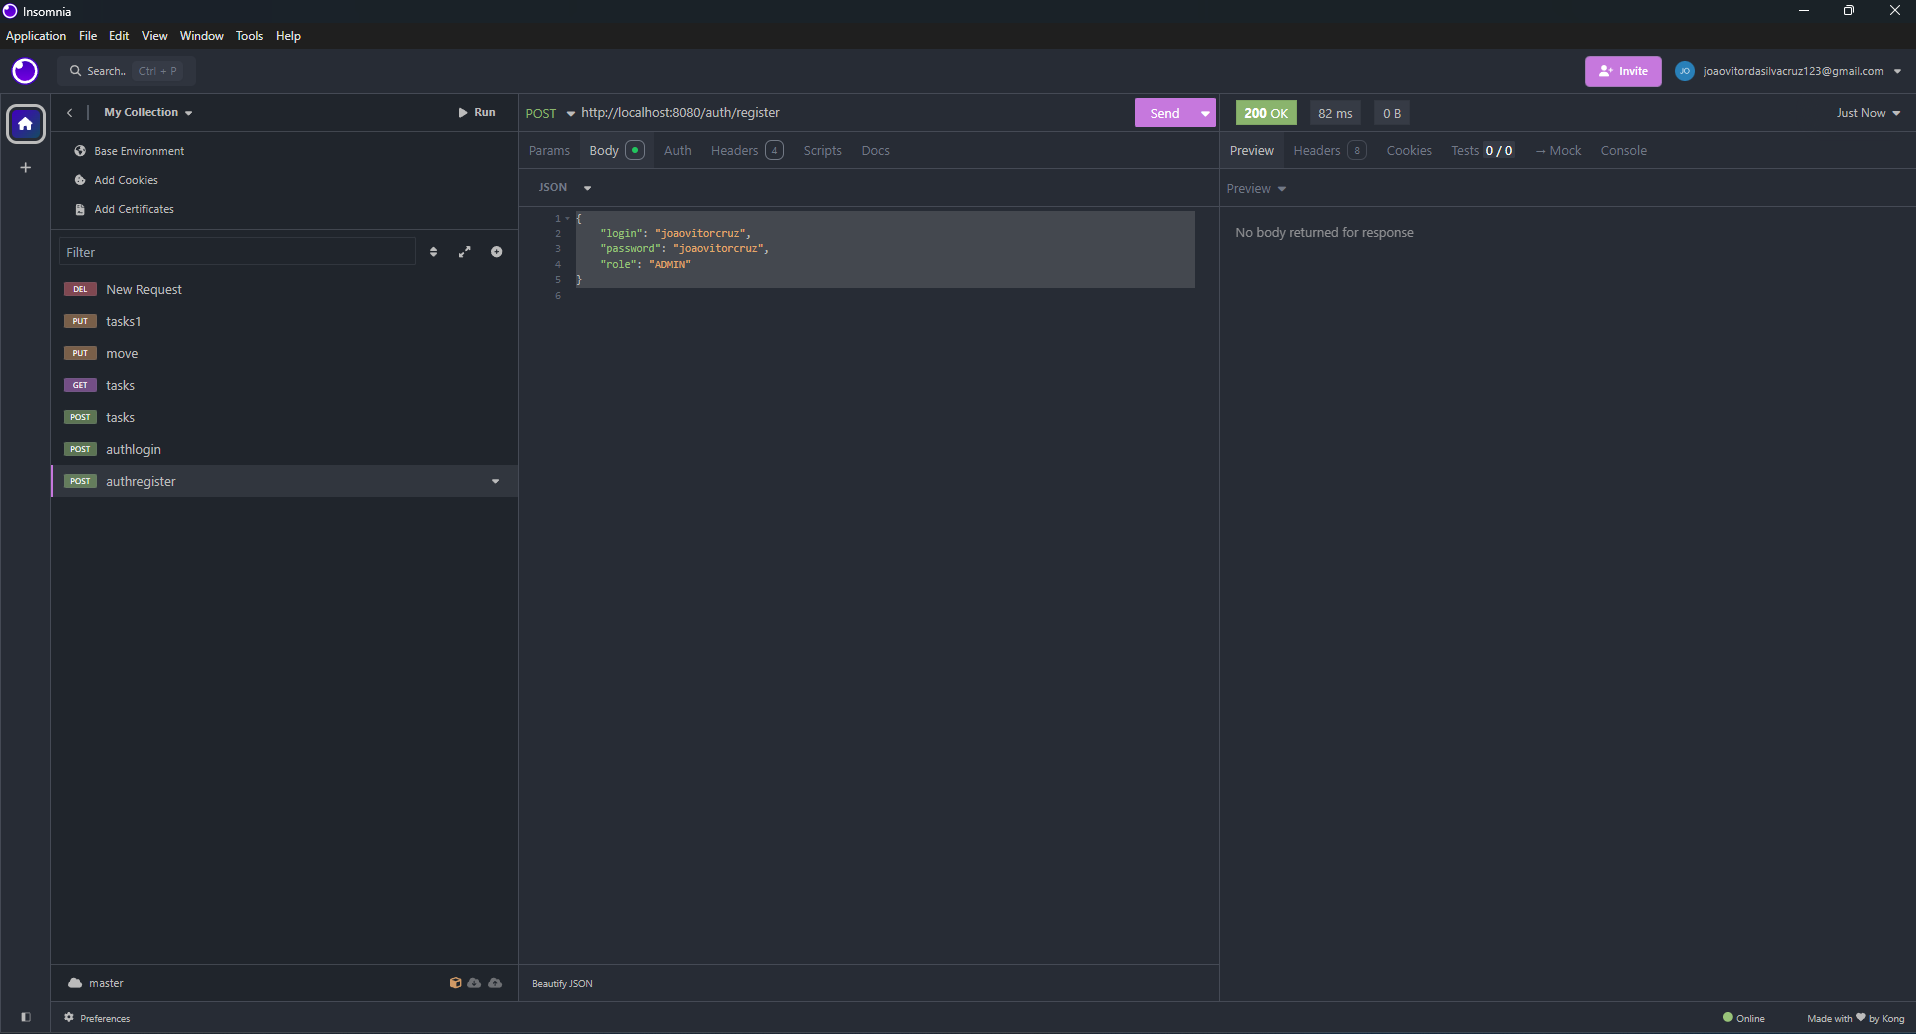 Insomnia
Application File Edit View Window Tools Help
Search.. Ctrl + P
Invite
JO joaovitordasilvacruz123@gmail.com
My Collection
Run
Base Environment
Add Cookies
Add Certificates
Filter
DEL New Request
PUT tasks1
PUT move
GET tasks
POST tasks
POST authlogin
POST authregister
master
Preferences
POST http://localhost:8080/auth/register
Send
Params Body Auth Headers 4 Scripts Docs
JSON
1 {
2 "login": "joaovitorcruz",
3 "password": "joaovitorcruz",
4 "role": "ADMIN"
5 }
6
Beautify JSON
200 OK 82 ms 0 B
Just Now
Preview Headers 8 Cookies Tests 0 / 0 → Mock Console
Preview
No body returned for response
Online
Made with ❤ by Kong